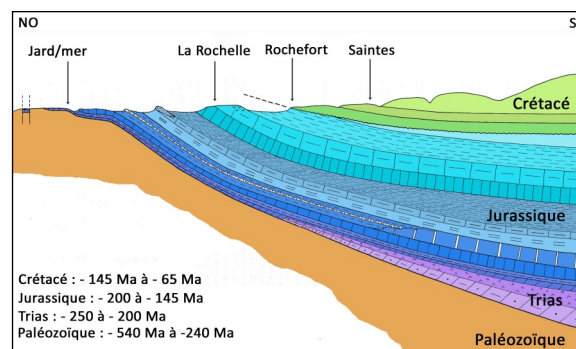 NO
S
Jard/mer
La Rochelle
Rochefort
Saintes
Crétacé
Jurassique
Trias
Paléozoïque
Crétacé : - 145 Ma à - 65 Ma
Jurassique : - 200 à - 145 Ma
Trias : - 250 à - 200 Ma
Paléozoïque : - 540 Ma à -240 Ma